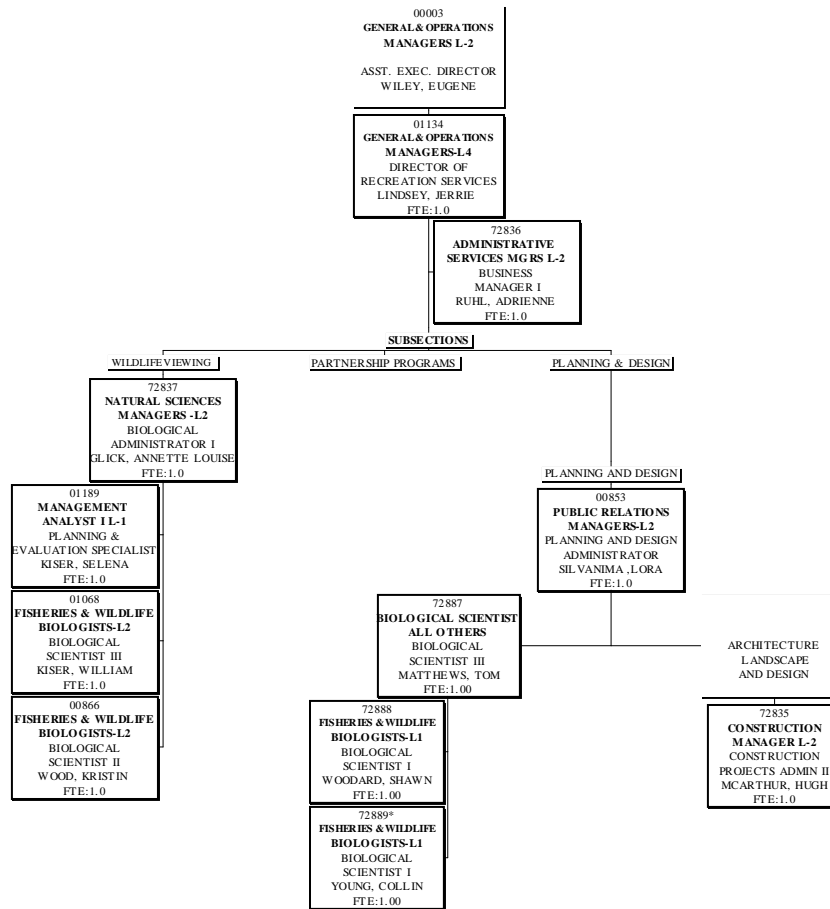 00003
GENERAL & OPERATIONS
MANAGERS L-2
ASST. EXEC. DIRECTOR
WILEY, EUGENE
01134
GENERAL & OPERATIONS
MANAGERS-L4
DIRECTOR OF
RECREATION SERVICES
LINDSEY, JERRIE
FTE:1.0
72836
ADMINISTRATIVE
SERVICES MGRS L-2
BUSINESS
MANAGER I
RUHL, ADRIENNE
FTE:1.0
SUBSECTIONS
WILDLIFEVIEWING
PARTNERSHIP PROGRAMS
PLANNING & DESIGN
72837
NATURAL SCIENCES
MANAGERS -L2
BIOLOGICAL
ADMINISTRATOR I
GLICK, ANNETTE LOUISE
FTE:1.0
01189
MANAGEMENT
ANALYST I L-1
PLANNING &
EVALUATION SPECIALIST
KISER, SELENA
FTE:1.0
01068
FISHERIES & WILDLIFE
BIOLOGISTS-L2
BIOLOGICAL
SCIENTIST III
KISER, WILLIAM
FTE:1.0
00866
FISHERIES & WILDLIFE
BIOLOGISTS-L2
BIOLOGICAL
SCIENTIST II
WOOD, KRISTIN
FTE:1.0
PLANNING AND DESIGN
00853
PUBLIC RELATIONS
MANAGERS-L2
PLANNING AND DESIGN
ADMINISTRATOR
SILVANIMA ,LORA
FTE:1.0
72887
BIOLOGICAL SCIENTIST
ALL OTHERS
BIOLOGICAL
SCIENTIST III
MATTHEWS, TOM
FTE:1.00
72888
FISHERIES & WILDLIFE
BIOLOGISTS-L1
BIOLOGICAL
SCIENTIST I
WOODARD, SHAWN
FTE:1.00
72889*
FISHERIES & WILDLIFE
BIOLOGISTS-L1
BIOLOGICAL
SCIENTIST I
YOUNG, COLLIN
FTE:1.00
ARCHITECTURE
LANDSCAPE
AND DESIGN
72835
CONSTRUCTION
MANAGER L-2
CONSTRUCTION
PROJECTS ADMIN II
MCARTHUR, HUGH
FTE:1.0